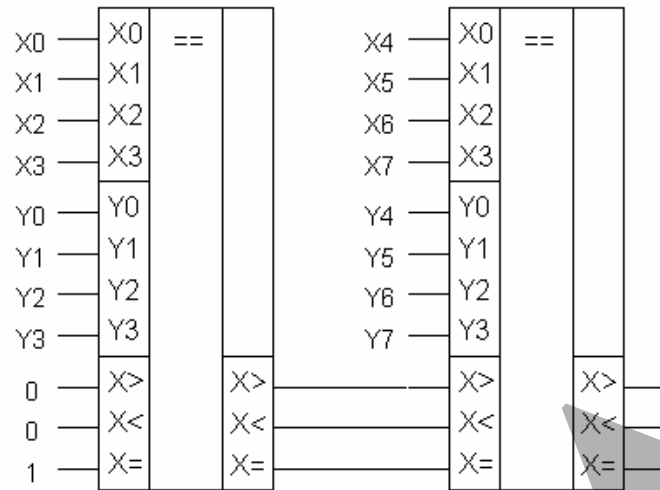 X0 X0 == X4 X0 ==
X1 X1 X5 X1
X2 X2 X6 X2
X3 X3 X7 X3
Y0 Y0 Y4 Y0
Y1 Y1 Y5 Y1
Y2 Y2 Y6 Y2
Y3 Y3 Y7 Y3
0 X> X> X> X>
0 X< X< X< X<
1 X= X= X= X=